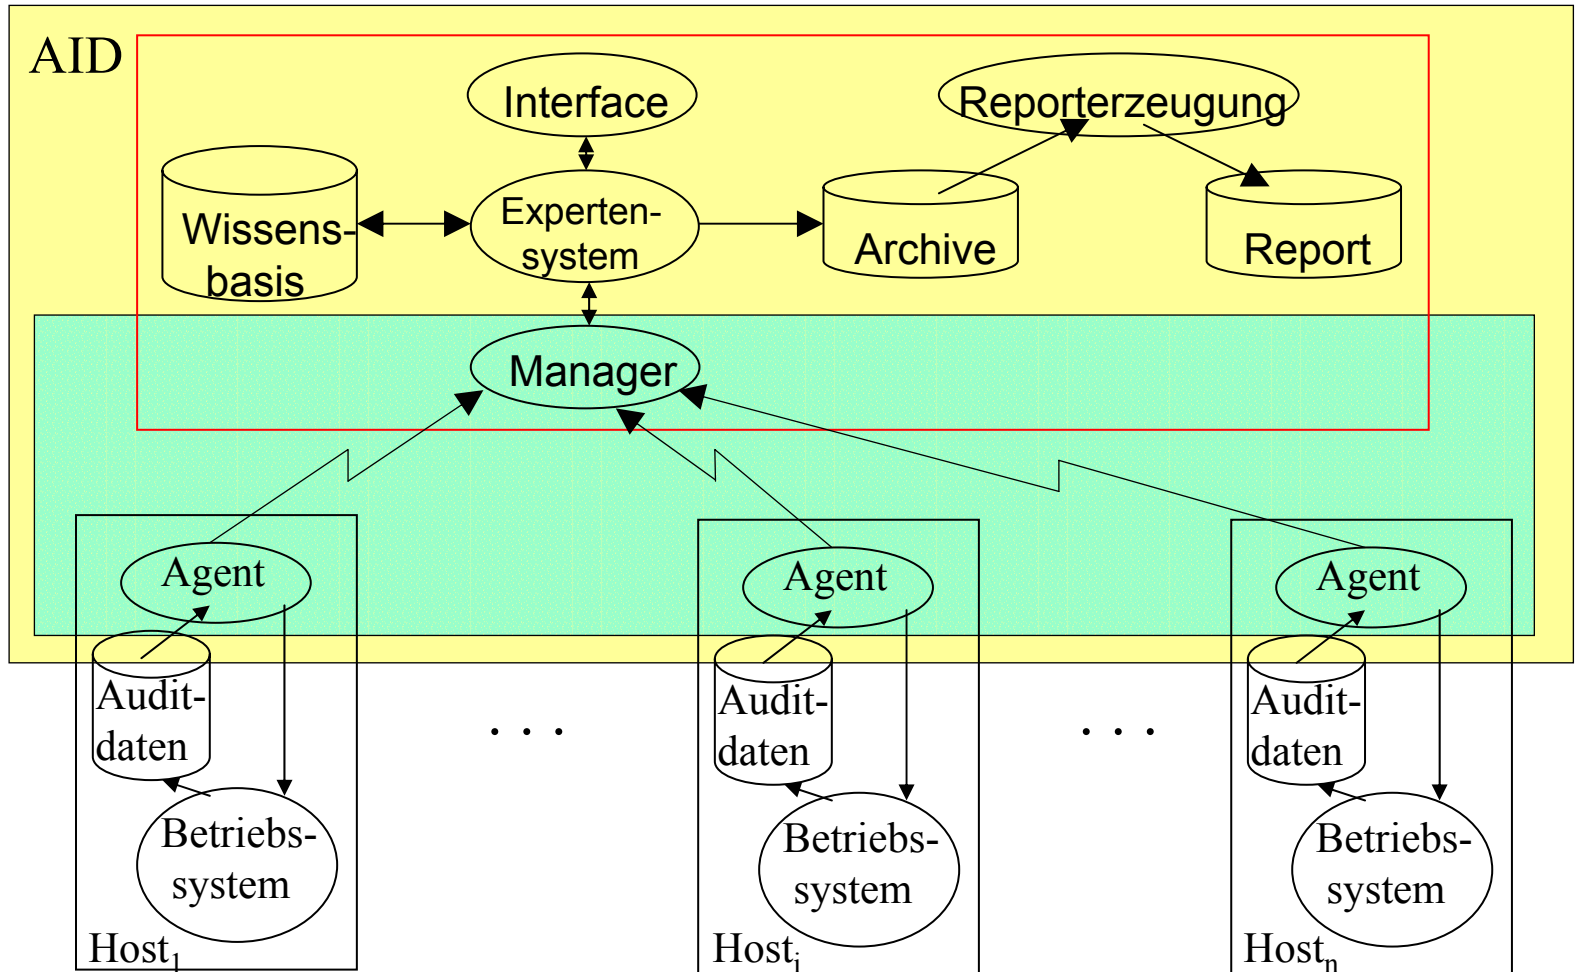 AID
Interface
Reporterzeugung
Wissens-
basis
Experten-
system
Archive
Report
Manager
Agent
Agent
Agent
Audit-
daten
Audit-
daten
Audit-
daten
. . .
. . .
Betriebs-
system
Betriebs-
system
Betriebs-
system
Host1
Hosti
Hostn